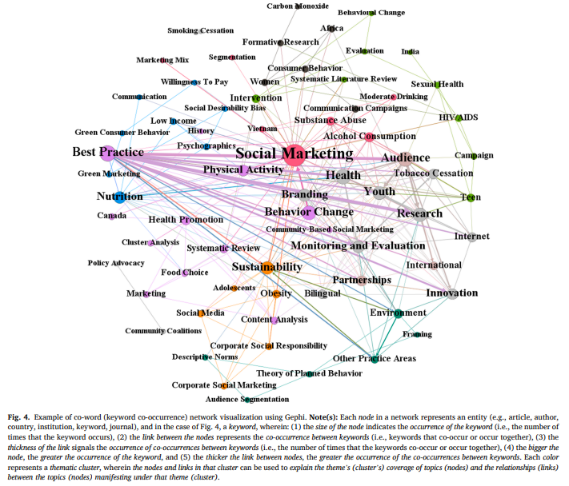 Carbon Monoxide
Behavioral Change
Smoking Cessation
Africa
Formative Research
Evaluation
India
Marketing Mix
Segmentation
Consumer Behavior
Willingness To Pay
Women
Systematic Literature Review
Sexual Health
Communication
Intervention
Moderate Drinking
Social Desirability Bias
Communication Campaigns
Low Income
Substance Abuse
HIV/AIDS
Green Consumer Behavior
History
Vietnam
Alcohol Consumption
Psychographics
Best Practice
Social Marketing
Audience
Campaign
Green Marketing
Physical Activity
Health
Tobacco Cessation
Nutrition
Branding
Youth
Teen
Canada
Health Promotion
Behavior Change
Research
Community-Based Social Marketing
Internet
Cluster Analysis
Systematic Review
Monitoring and Evaluation
Policy Advocacy
Food Choice
Sustainability
International
Partnerships
Marketing
Adolescents
Obesity
Bilingual
Innovation
Social Media
Content Analysis
Environment
Community Coalitions
Framing
Corporate Social Responsibility
Descriptive Norms
Other Practice Areas
Theory of Planned Behavior
Corporate Social Marketing
Audience Segmentation
Fig. 4. Example of co-word (keyword co-occurrence) network visualization using Gephi. Note(s): Each node in a network represents an entity (e.g., article, author,
country, institution, keyword, journal), and in the case of Fig. 4, a keyword, wherein: (1) the size of the node indicates the occurrence of the keyword (i.e., the number of
times that the keyword occurs), (2) the link between the nodes represents the co-occurrence between keywords (i.e., keywords that co-occur or occur together), (3) the
thickness of the link signals the occurrence of co-occurrences between keywords (i.e., the number of times that the keywords co-occur or occur together), (4) the bigger the
node, the greater the occurrence of the keyword, and (5) the thicker the link between nodes, the greater the occurrence of the co-occurrences between keywords. Each color
represents a thematic cluster, wherein the nodes and links in that cluster can be used to explain the theme's (cluster's) coverage of topics (nodes) and the relationships (links)
between the topics (nodes) manifesting under that theme (cluster).